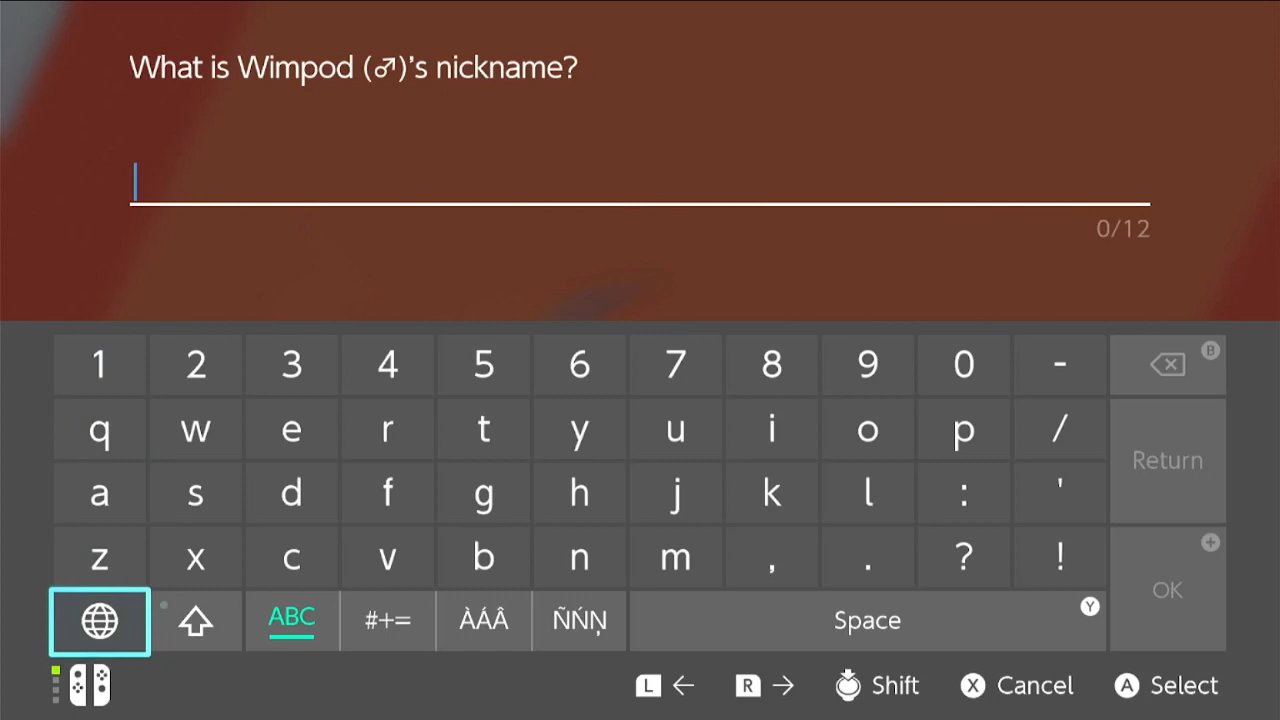 What is Wimpod (♂)'s nickname?
0/12
1 2 3 4 5 6 7 8 9 0 - B
q w e r t y u i o p /
Return
a s d f g h j k l : '
z x c v b n m , . ? ! +
OK
ABC #+= ÀÁÂ ÑŃŅ Space Y
L ← R → Shift X Cancel A Select